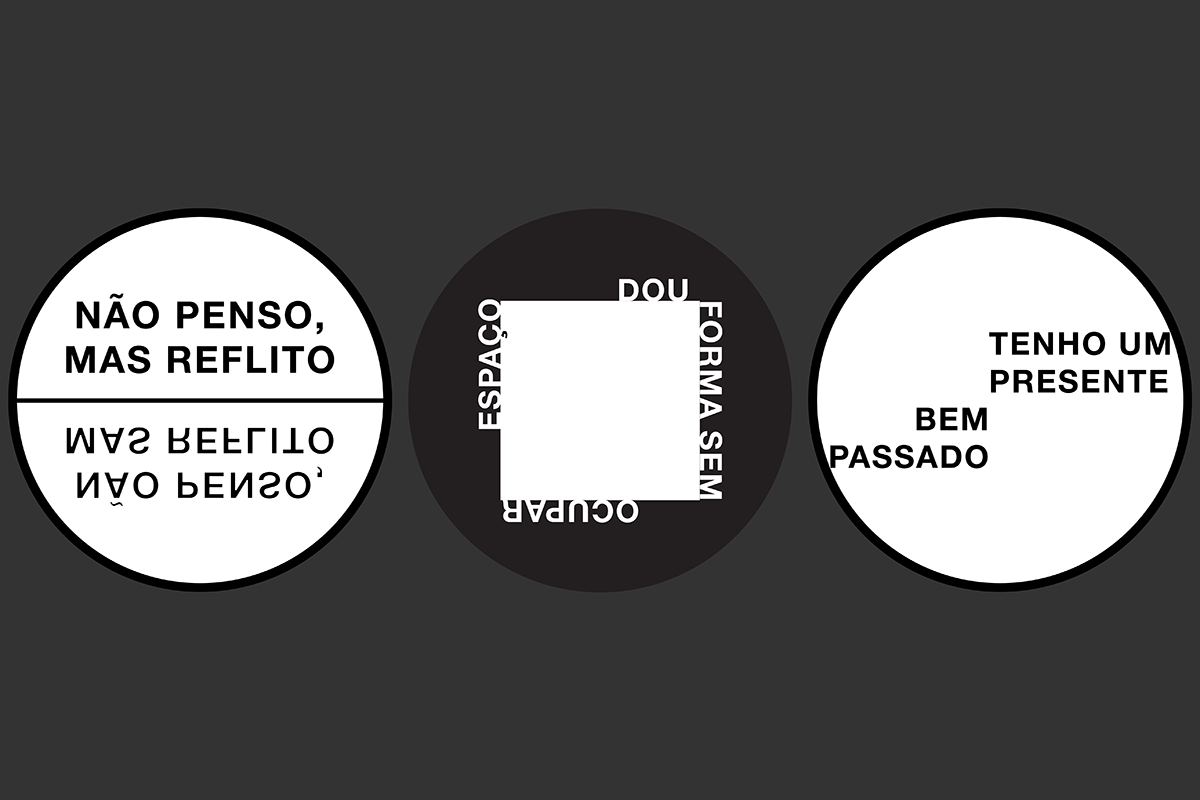 NÃO PENSO,
MAS REFLITO
MAS REFLITO
NÃO PENSO,
DOU
FORMA SEM
OCUPAR
ESPAÇO
TENHO UM
PRESENTE
BEM
PASSADO